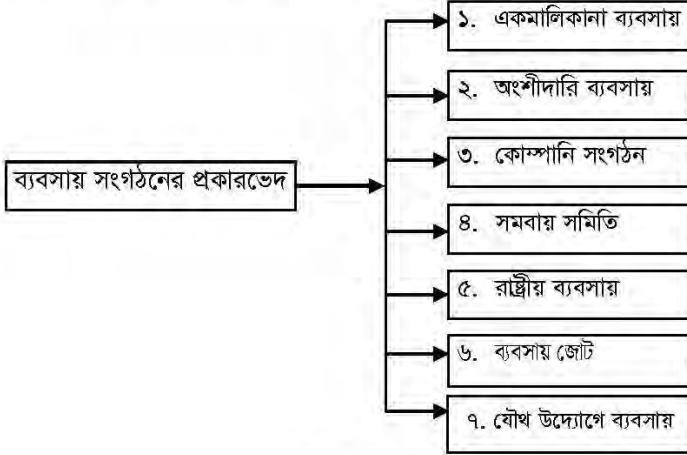 ব্যবসায় সংগঠনের প্রকারভেদ
১. একমালিকানা ব্যবসায়
২. অংশীদারি ব্যবসায়
৩. কোম্পানি সংগঠন
৪. সমবায় সমিতি
৫. রাষ্ট্রীয় ব্যবসায়
৬. ব্যবসায় জোট
৭. যৌথ উদ্যোগে ব্যবসায়